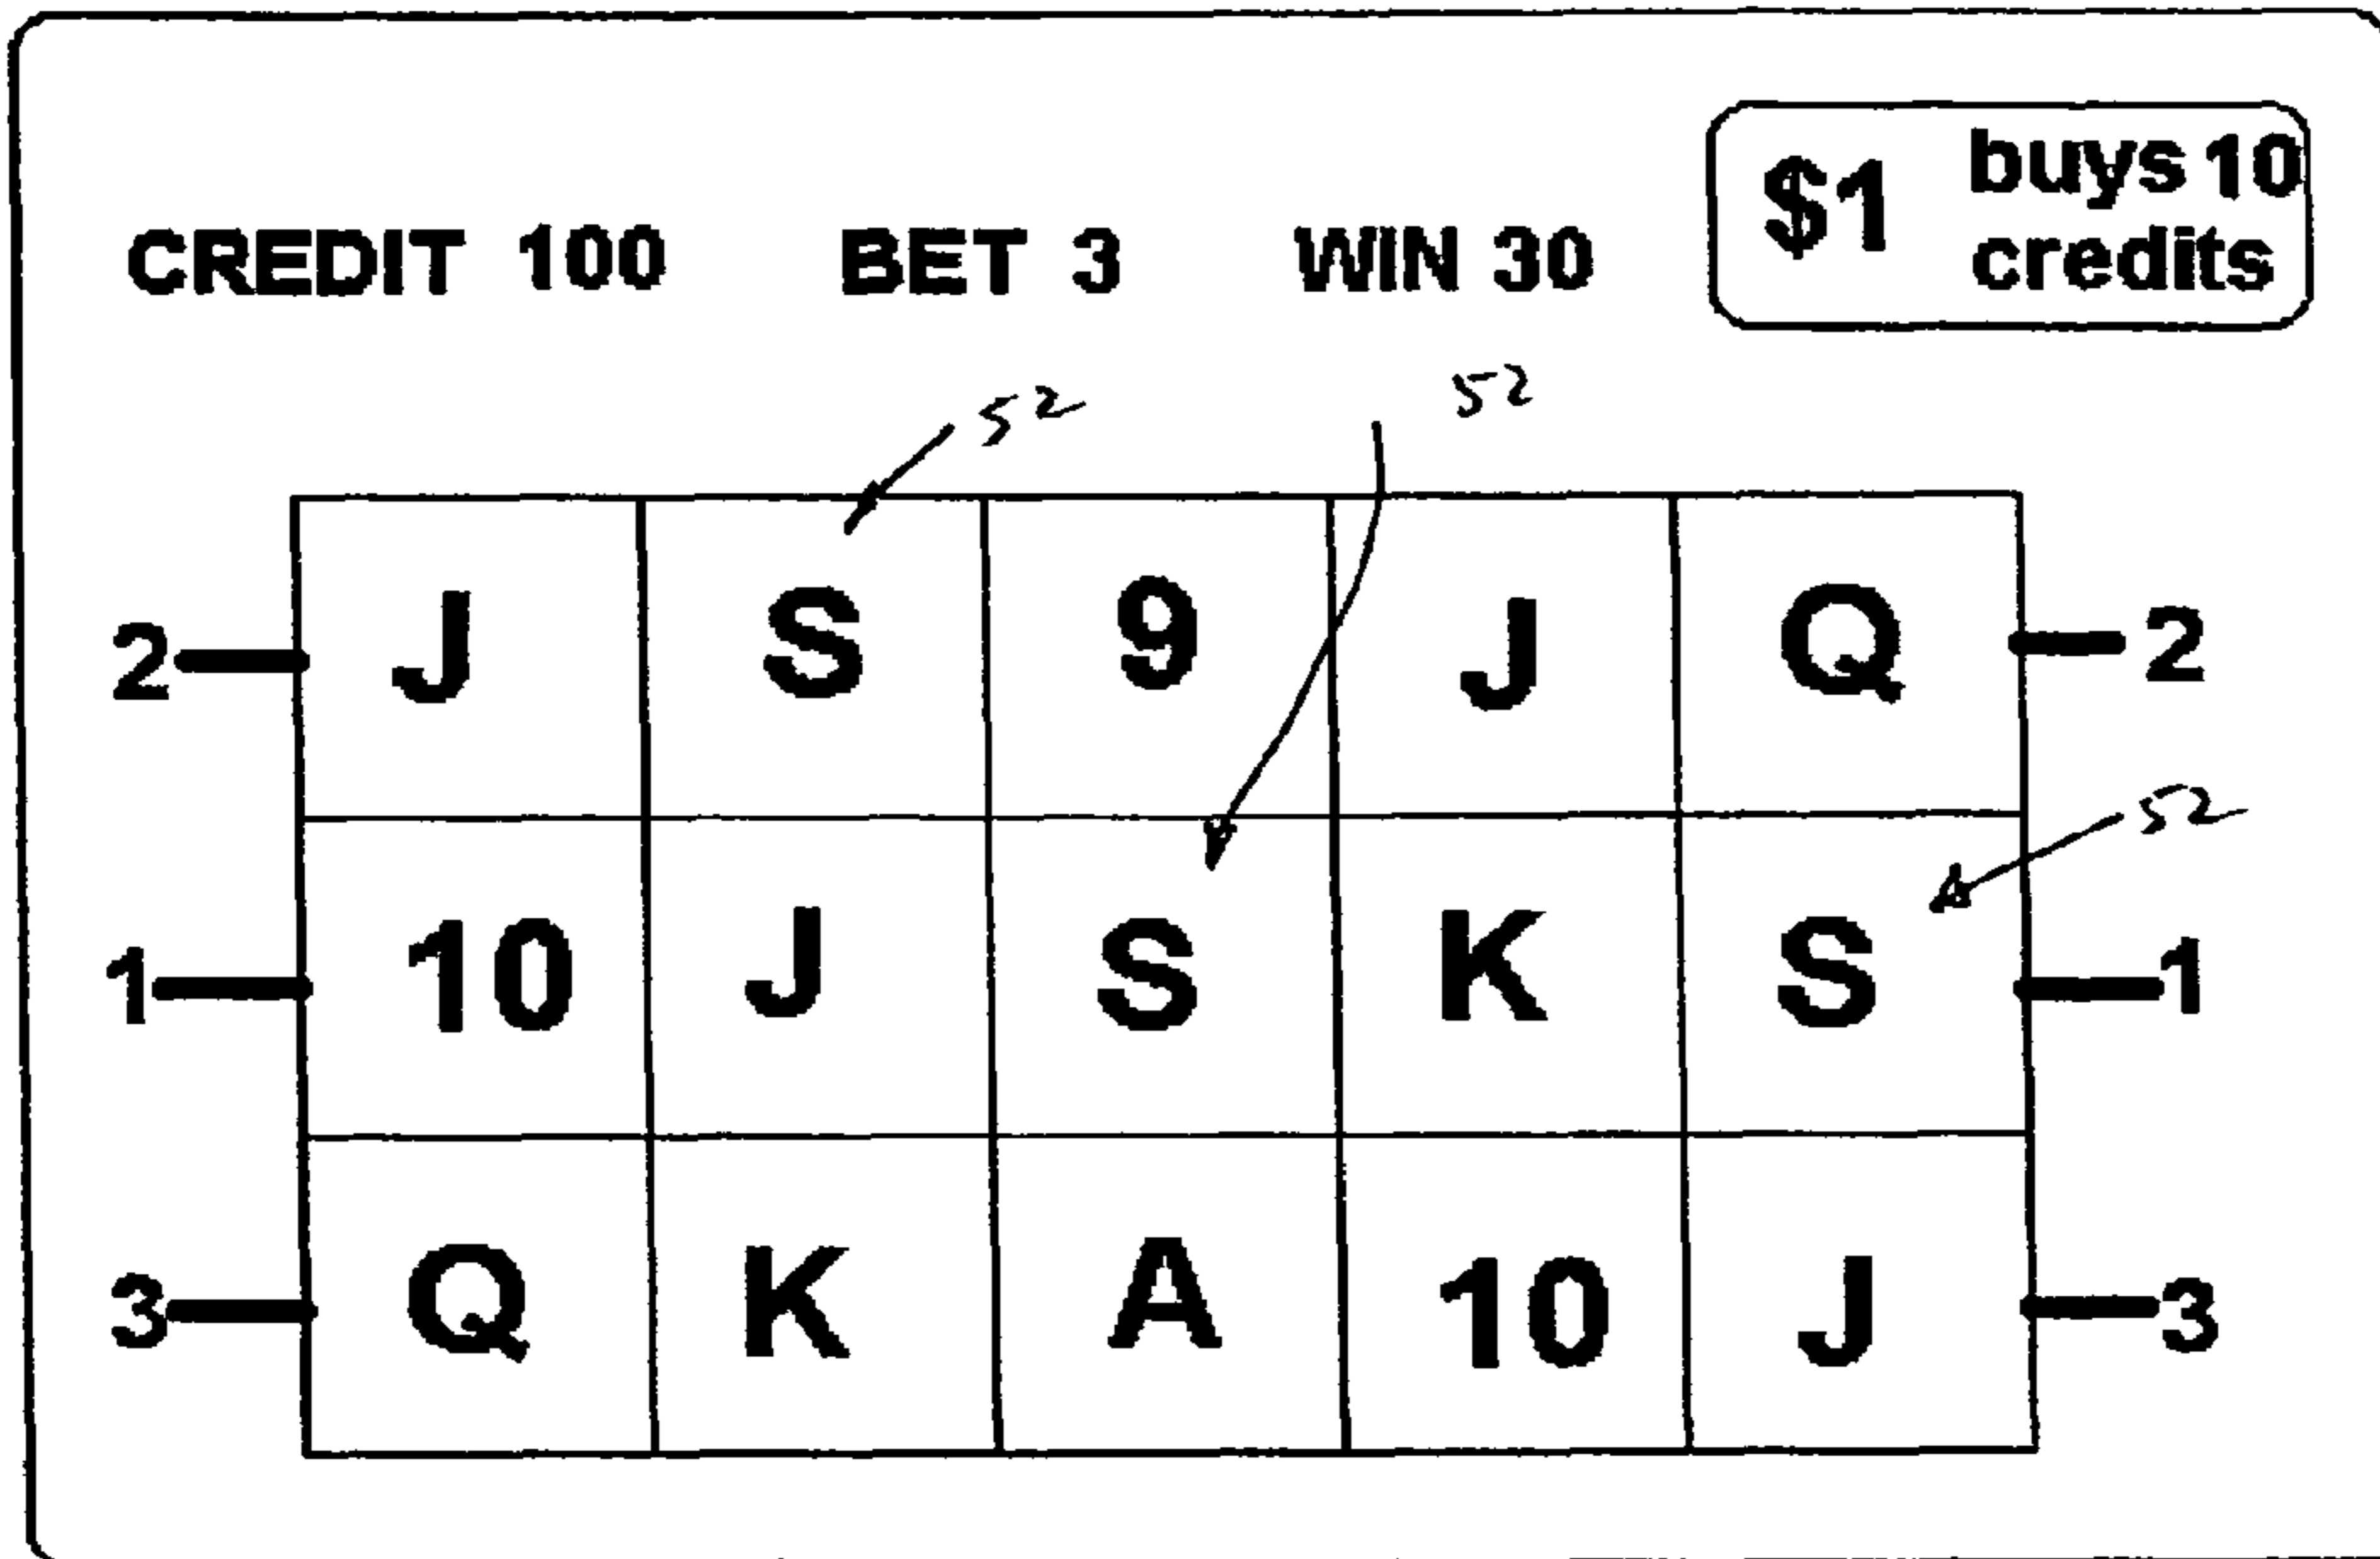 $1 buys 10 credits
CREDIT 100 BET 3 WIN 30
52
52
2 J S 9 J Q 2
52
1 10 J S K S 1
3 Q K A 10 J 3